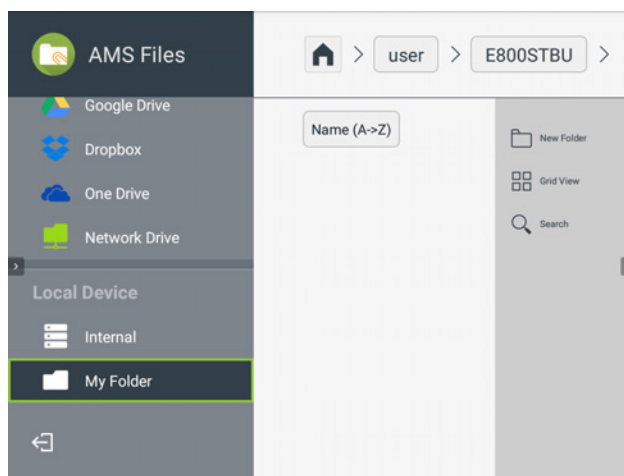 AMS Files
> user > E800STBU >
Google Drive
Dropbox
One Drive
Network Drive
Local Device
Internal
My Folder
Name (A->Z)
New Folder
Grid View
Search